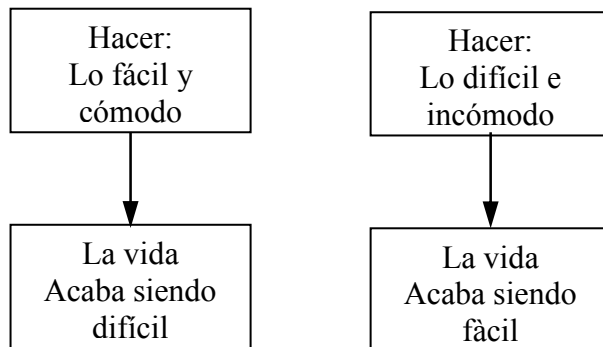 Hacer:
Lo fácil y
cómodo
La vida
Acaba siendo
difícil
Hacer:
Lo difícil e
incómodo
La vida
Acaba siendo
fàcil